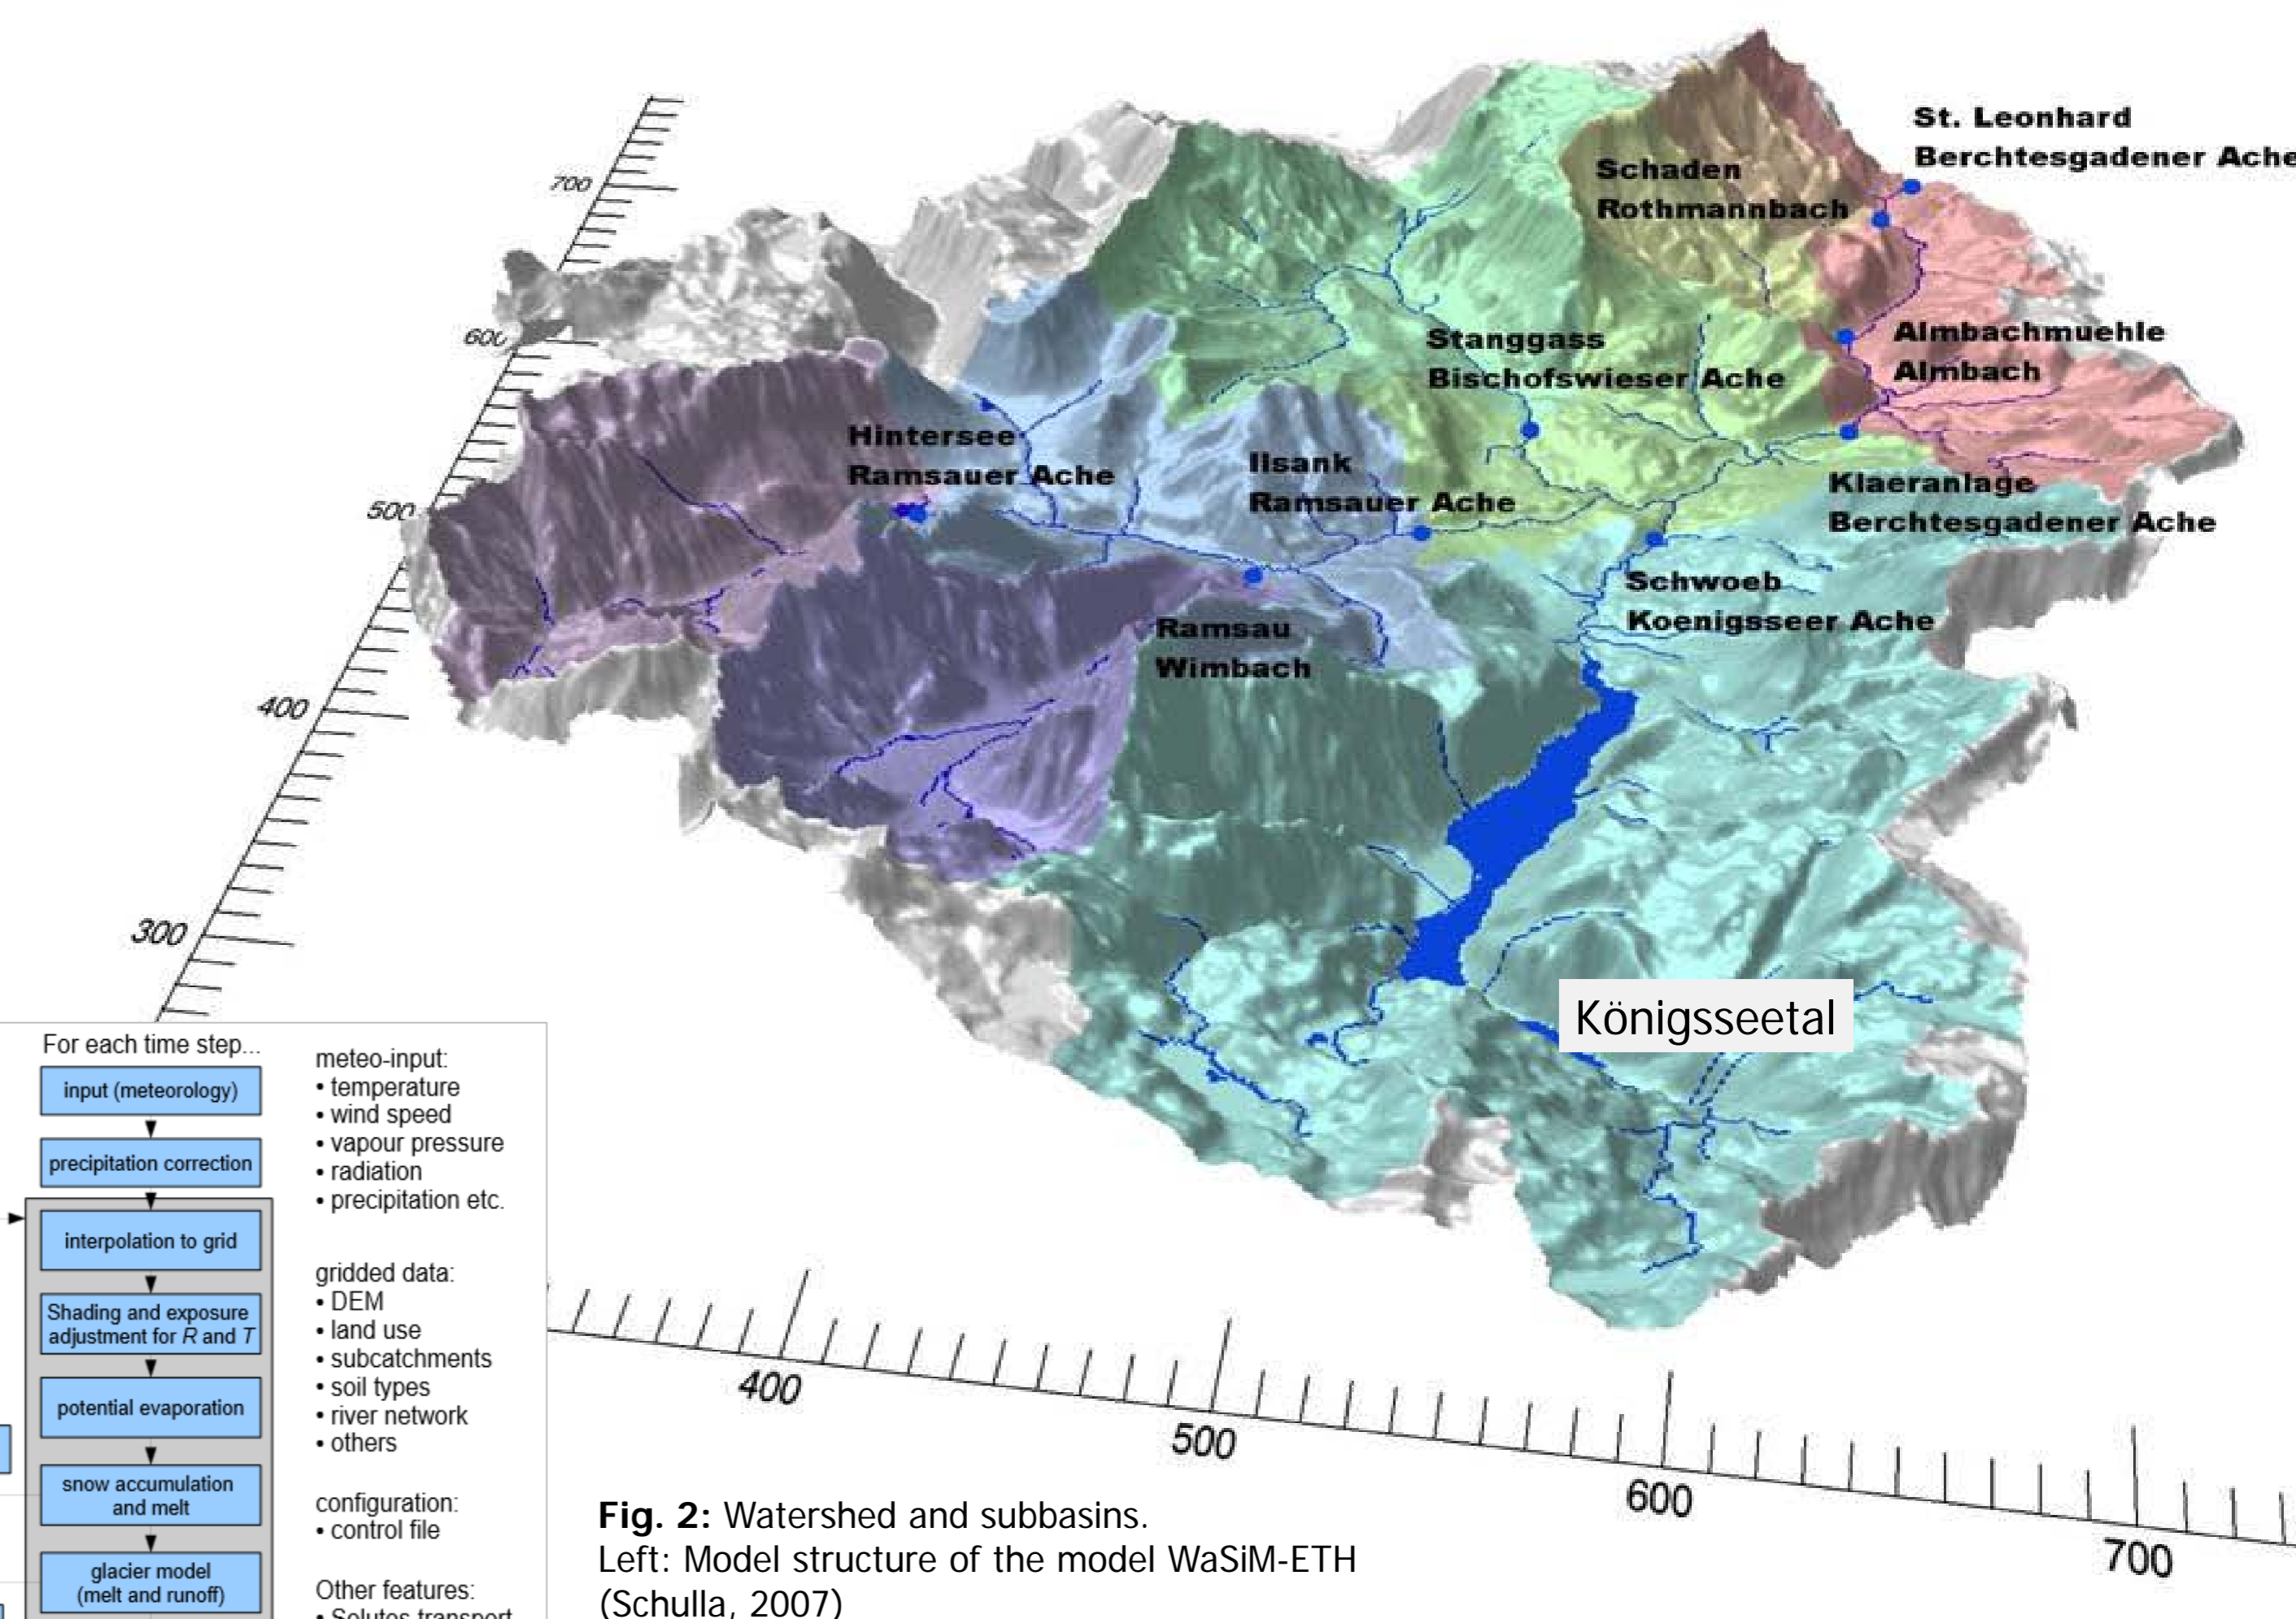 St. Leonhard
Berchtesgadener Ache
Schaden
Rothmannbach
Stanggass
Bischofswieser Ache
Almbachmuehle
Almbach
Hintersee
Ramsauer Ache
Ilsank
Ramsauer Ache
Klaeranlage
Berchtesgadener Ache
Schwoeb
Koenigsseer Ache
Ramsau
Wimbach
Königsseetal
700
600
500
400
300
400
500
600
700
For each time step...
input (meteorology)
precipitation correction
interpolation to grid
Shading and exposure
adjustment for R and T
potential evaporation
snow accumulation
and melt
glacier model
(melt and runoff)
meteo-input:
• temperature
• wind speed
• vapour pressure
• radiation
• precipitation etc.
gridded data:
• DEM
• land use
• subcatchments
• soil types
• river network
• others
configuration:
• control file
Other features:
• Solutes transport
Fig. 2: Watershed and subbasins.
Left: Model structure of the model WaSiM-ETH
(Schulla, 2007)